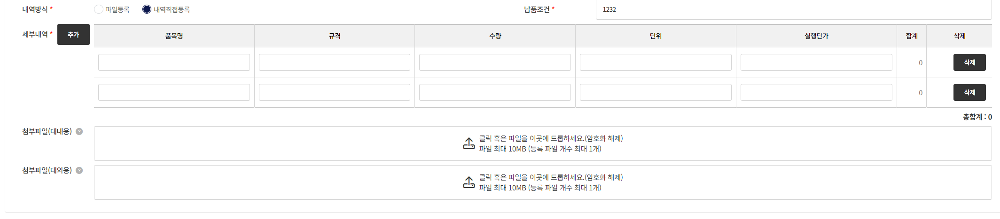 내역방식 * 파일등록 내역직접등록 납품조건 * 1232
세부내역 * 추가 품목명 규격 수량 단위 실행단가 합계 삭제
0 삭제
0 삭제
총합계 : 0
첨부파일(대내용) ?
클릭 혹은 파일을 이곳에 드롭하세요.(암호화 해제)
파일 최대 10MB (등록 파일 개수 최대 1개)
첨부파일(대외용) ?
클릭 혹은 파일을 이곳에 드롭하세요.(암호화 해제)
파일 최대 10MB (등록 파일 개수 최대 1개)